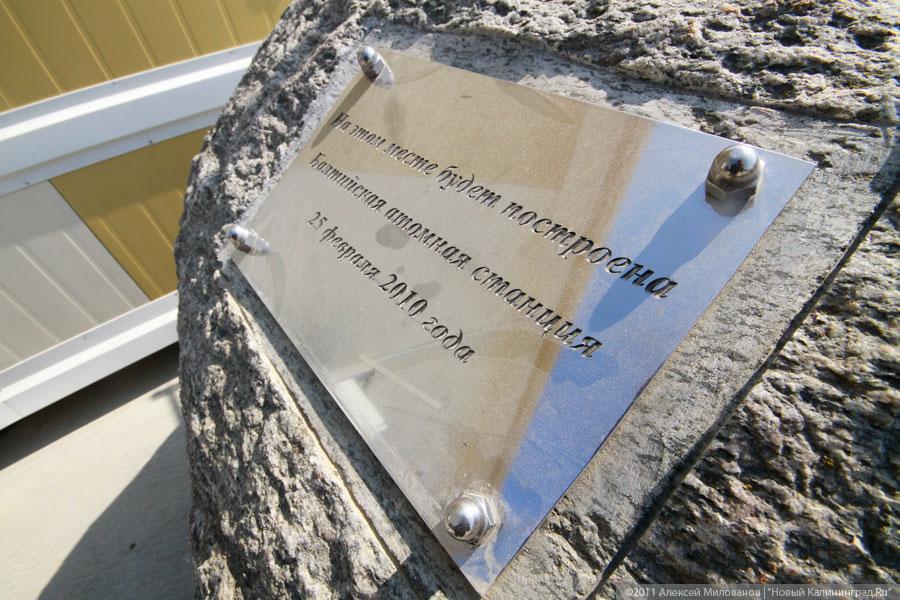 На этом месте будет построена
Балтийская атомная станция
25 февраля 2010 года
©2011 Алексей Милованов | "Новый Калининград.Ru"